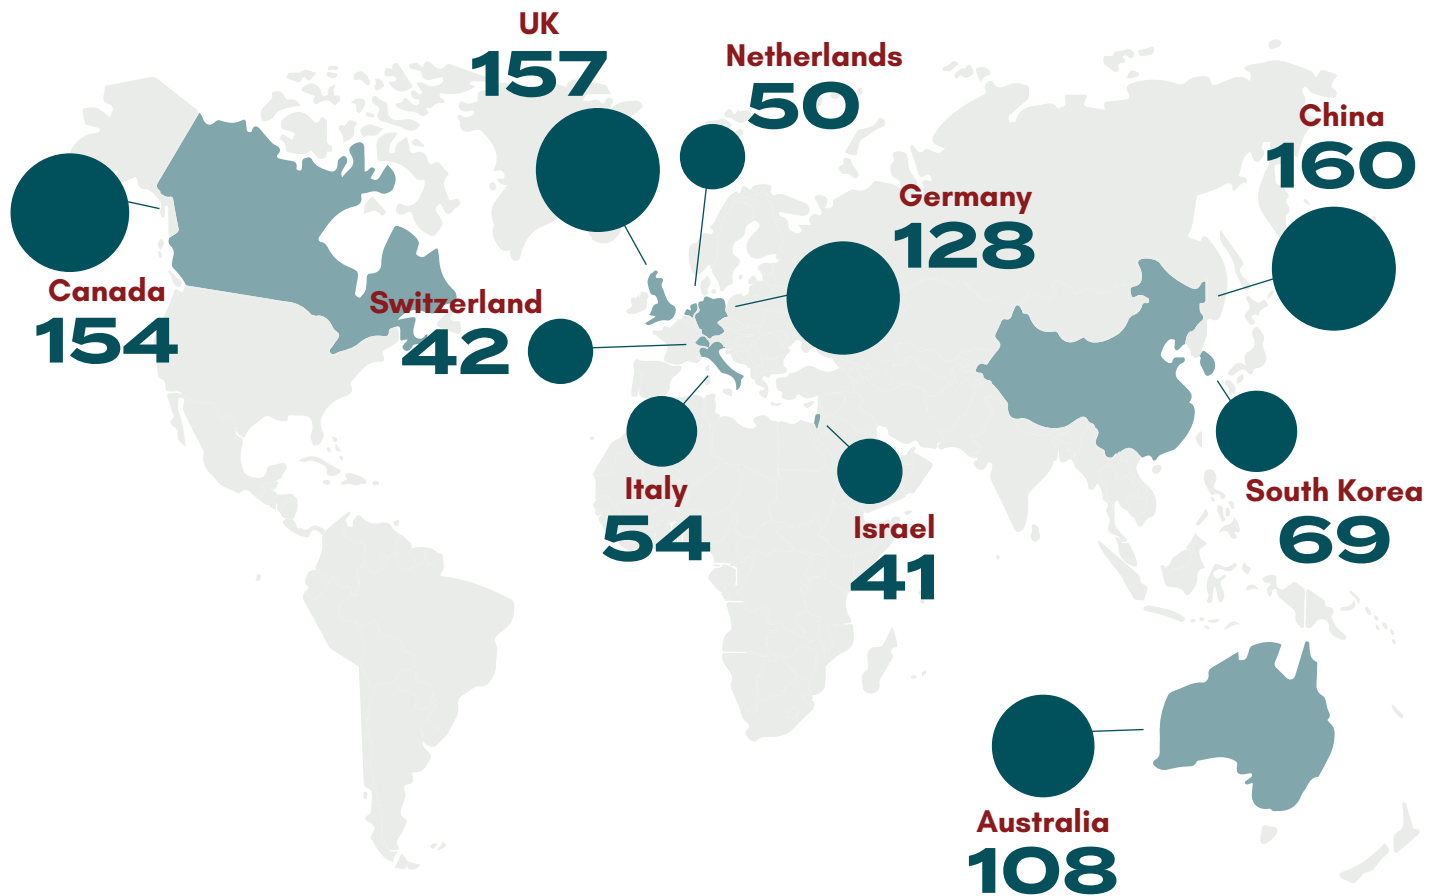 UK
157
Netherlands
50
China
160
Germany
128
Canada
154
Switzerland
42
Italy
54
Israel
41
South Korea
69
Australia
108